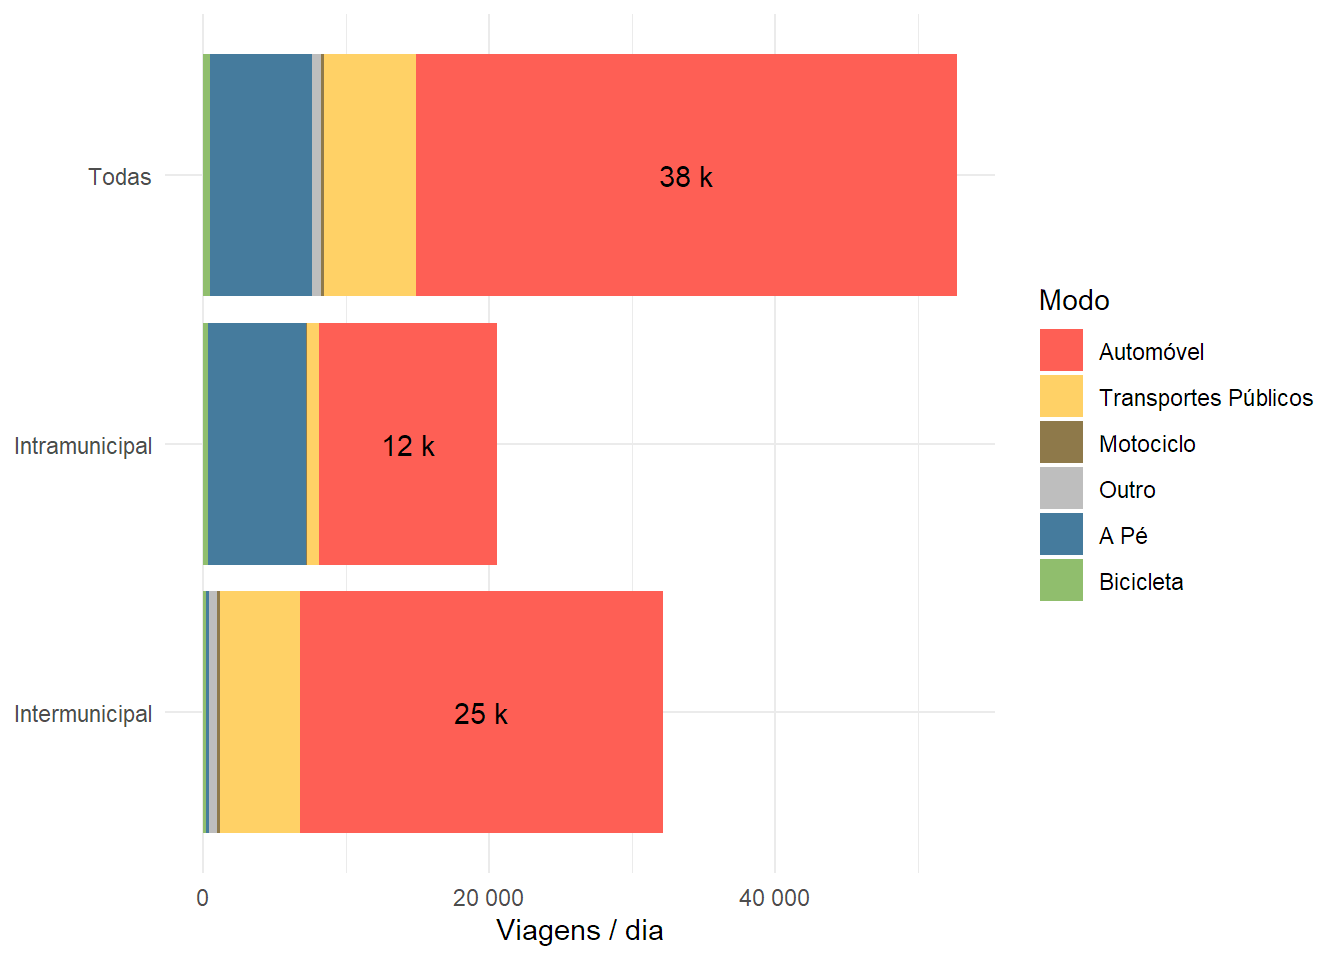 Todas
38 k
Intramunicipal
12 k
Intermunicipal
25 k
0
20 000
40 000
Viagens / dia
Modo
Automóvel
Transportes Públicos
Motociclo
Outro
A Pé
Bicicleta